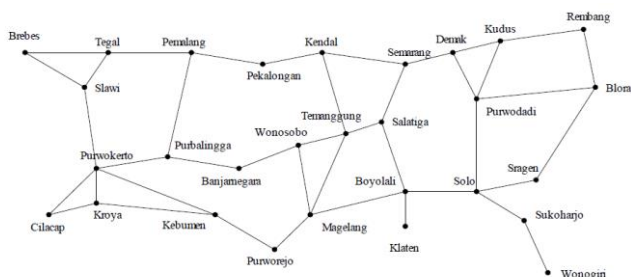 Rembang
Kudus
Brebes
Tegal
Pemalang
Kendal
Semarang
Demak
Pekalongan
Slawi
Blora
Purwodadi
Temanggung
Salatiga
Wonosobo
Purbalingga
Purwokerto
Banjarnegara
Boyolali
Solo
Sragen
Cilacap
Kroya
Kebumen
Magelang
Sukoharjo
Purworejo
Klaten
Wonogiri